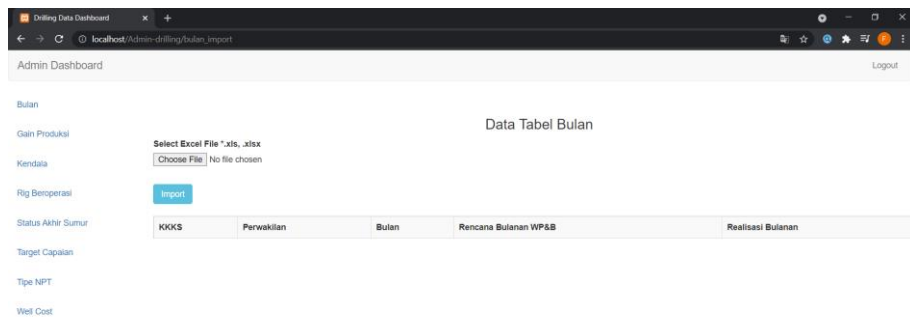 Drilling Data Dashboard
localhost/Admin-drilling/bulan_import
Admin Dashboard
Logout
Bulan
Gain Produksi
Kendala
Rig Beroperasi
Status Akhir Sumur
Target Capaian
Tipe NPT
Well Cost
Data Tabel Bulan
Select Excel File *.xls, .xlsx
Choose File No file chosen
Import
KKKS Perwakilan Bulan Rencana Bulanan WP&B Realisasi Bulanan